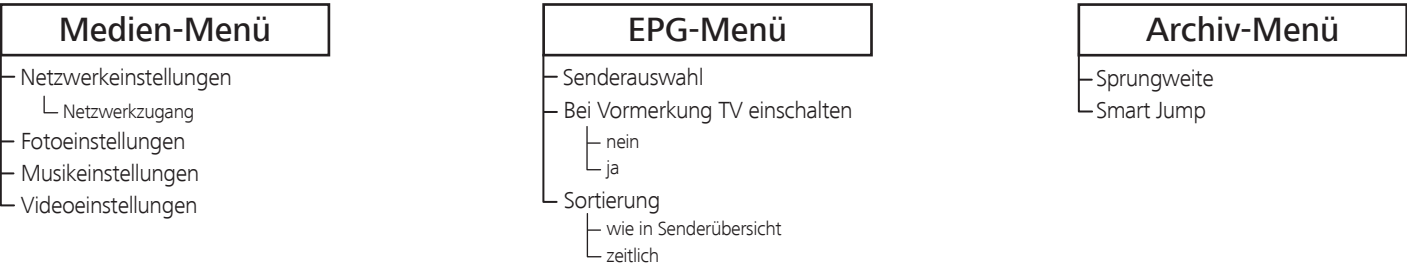 Medien-Menü
Netzwerkeinstellungen
Netzwerkzugang
Fotoeinstellungen
Musikeinstellungen
Videoeinstellungen
EPG-Menü
Senderauswahl
Bei Vormerkung TV einschalten
nein
ja
Sortierung
wie in Senderübersicht
zeitlich
Archiv-Menü
Sprungweite
Smart Jump